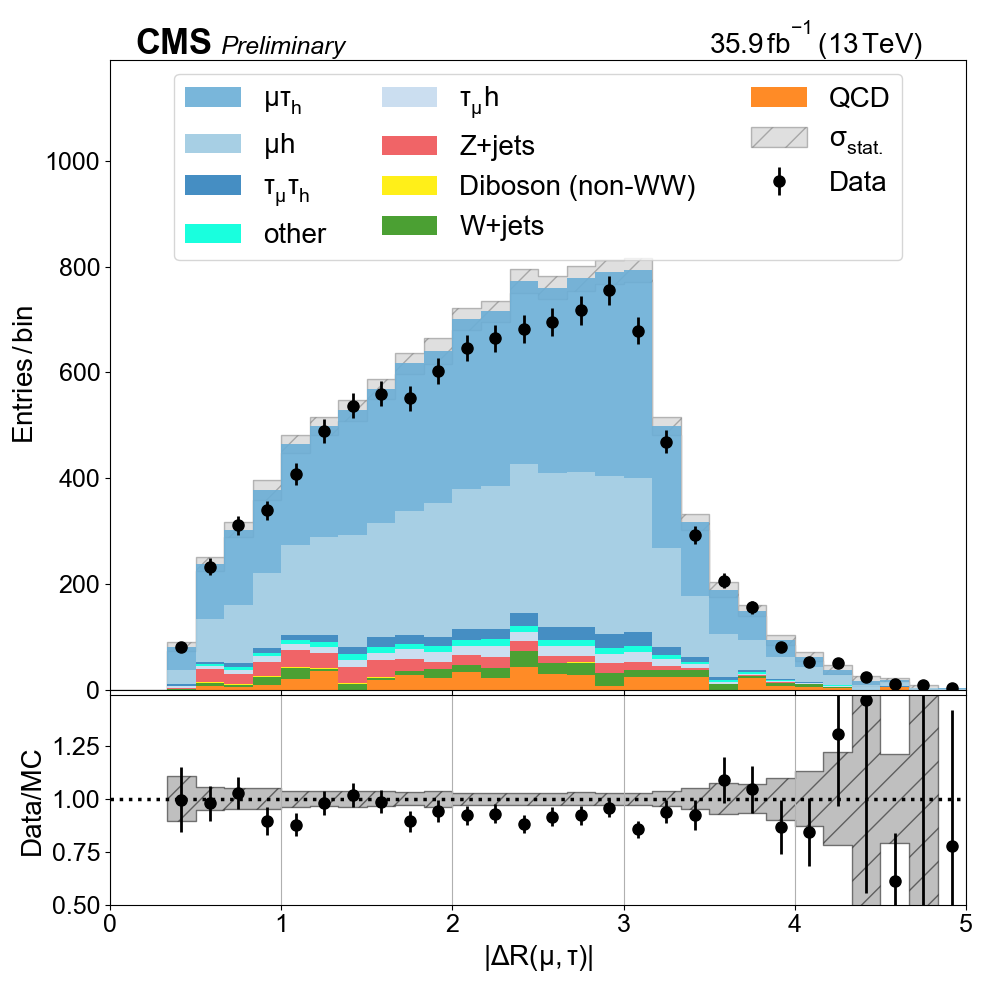 CMS Preliminary 35.9 fb⁻¹ (13 TeV)
μτh τμh QCD
μh Z+jets σstat.
τμτh Diboson (non-WW) Data
other W+jets
Entries / bin
1000
800
600
400
200
0
Data/MC
1.25
1.00
0.75
0.50
0 1 2 3 4 5
|ΔR(μ, τ)|